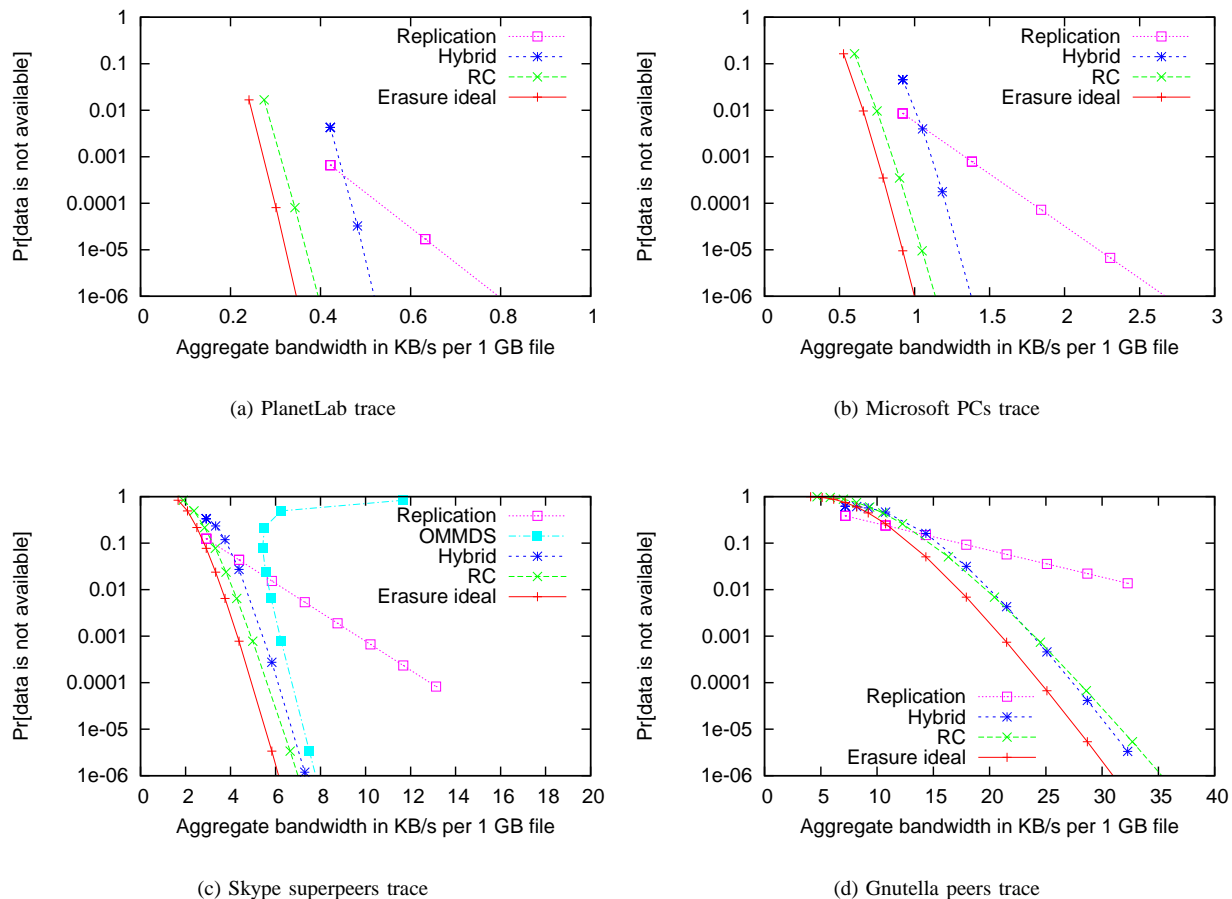 1
0.1
0.01
0.001
0.0001
1e-05
1e-06
0
0.2
0.4
0.6
0.8
1
Pr[data is not available]
Aggregate bandwidth in KB/s per 1 GB file
Replication
Hybrid
RC
Erasure ideal
(a) PlanetLab trace
1
0.1
0.01
0.001
0.0001
1e-05
1e-06
0
0.5
1
1.5
2
2.5
3
Pr[data is not available]
Aggregate bandwidth in KB/s per 1 GB file
Replication
Hybrid
RC
Erasure ideal
(b) Microsoft PCs trace
1
0.1
0.01
0.001
0.0001
1e-05
1e-06
0
2
4
6
8
10
12
14
16
18
20
Pr[data is not available]
Aggregate bandwidth in KB/s per 1 GB file
Replication
OMMDS
Hybrid
RC
Erasure ideal
(c) Skype superpeers trace
1
0.1
0.01
0.001
0.0001
1e-05
1e-06
0
5
10
15
20
25
30
35
40
Pr[data is not available]
Aggregate bandwidth in KB/s per 1 GB file
Replication
Hybrid
RC
Erasure ideal
(d) Gnutella peers trace